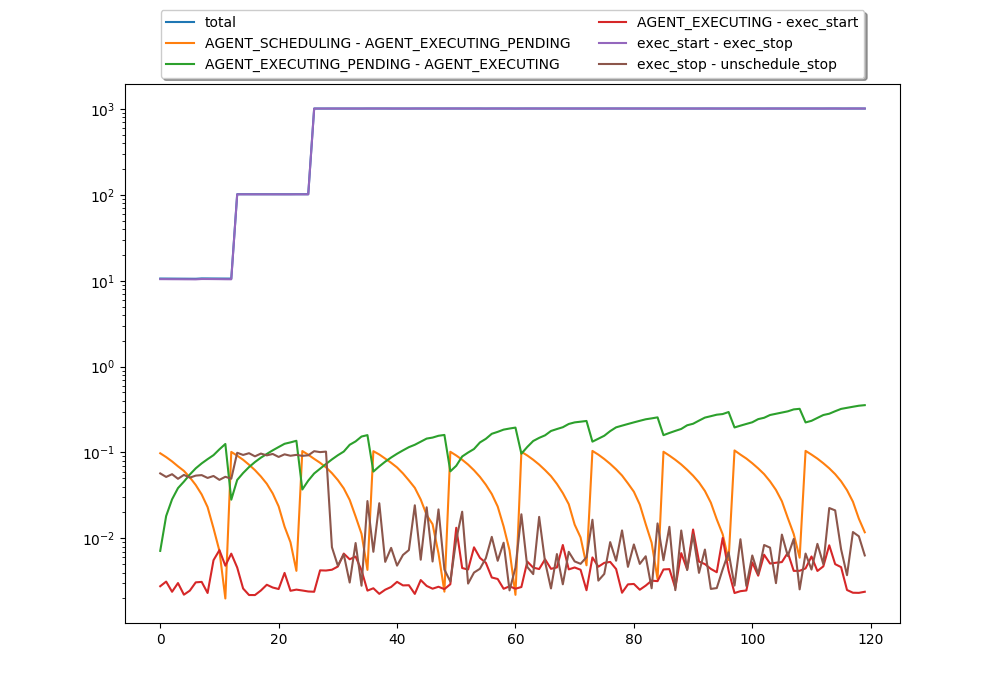 total
AGENT_SCHEDULING - AGENT_EXECUTING_PENDING
AGENT_EXECUTING_PENDING - AGENT_EXECUTING
AGENT_EXECUTING - exec_start
exec_start - exec_stop
exec_stop - unschedule_stop
10³
10²
10¹
10⁰
10⁻¹
10⁻²
0 20 40 60 80 100 120